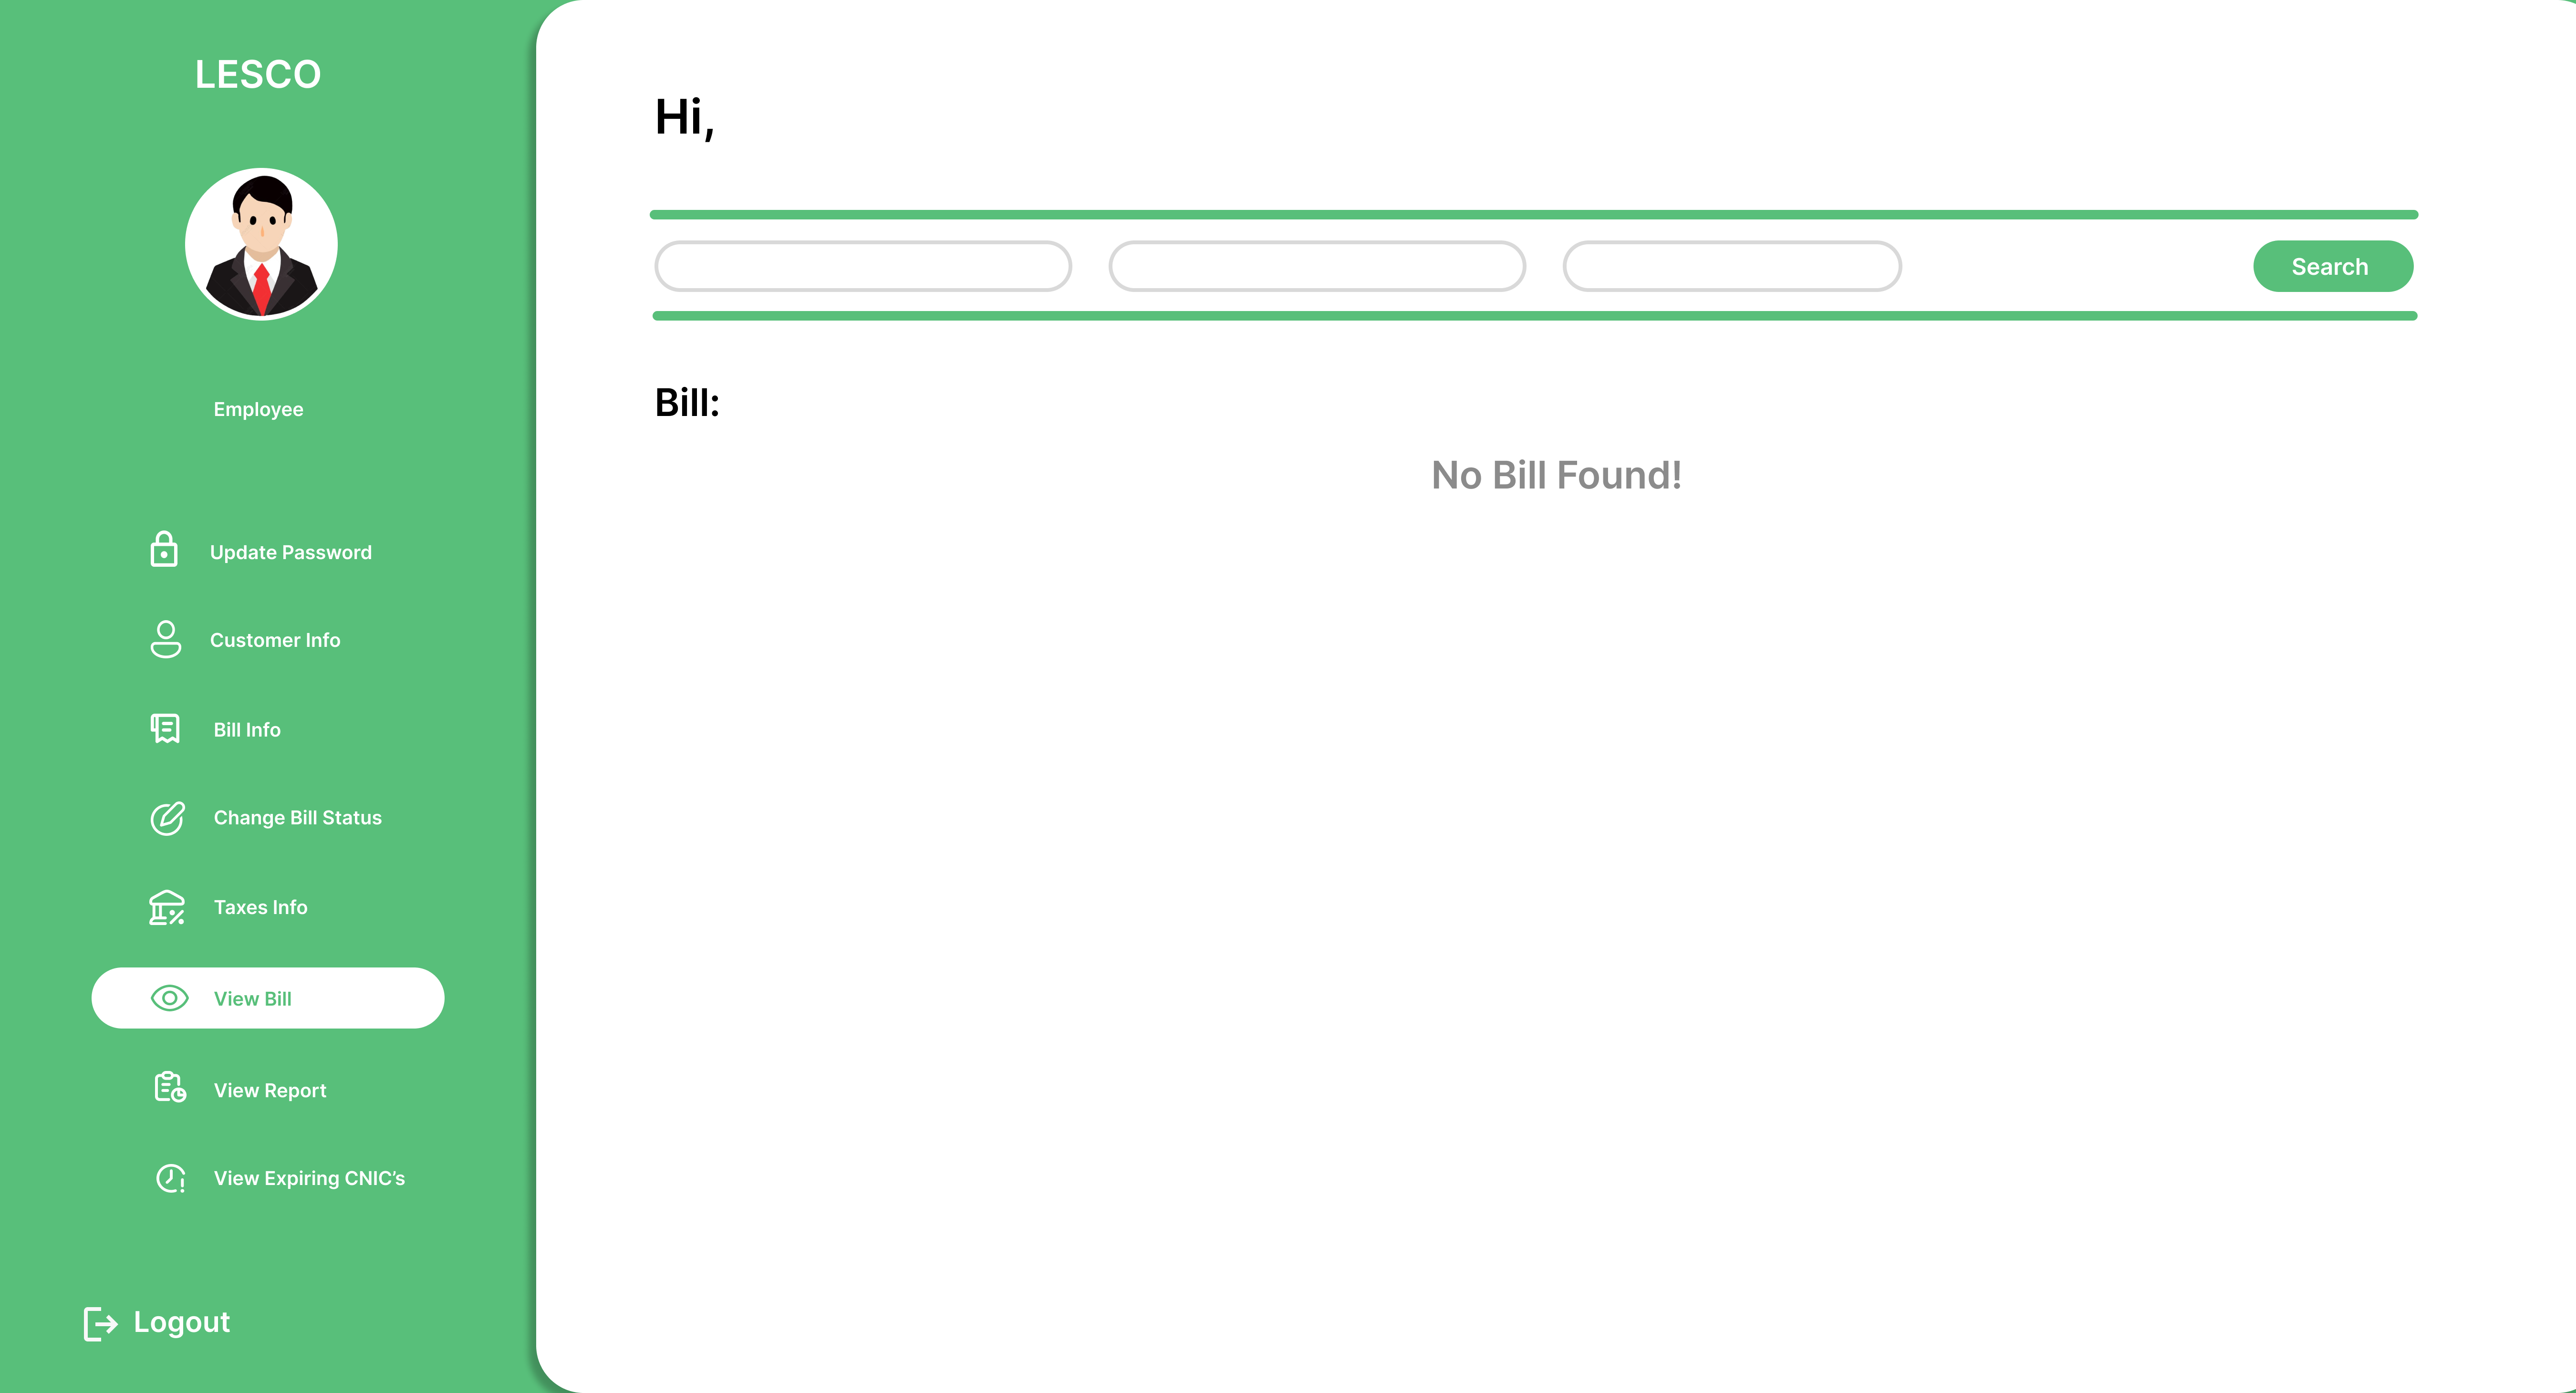 LESCO
Employee
Update Password
Customer Info
Bill Info
Change Bill Status
Taxes Info
View Bill
View Report
View Expiring CNIC’s
Logout
Hi,
Search
Bill:
No Bill Found!